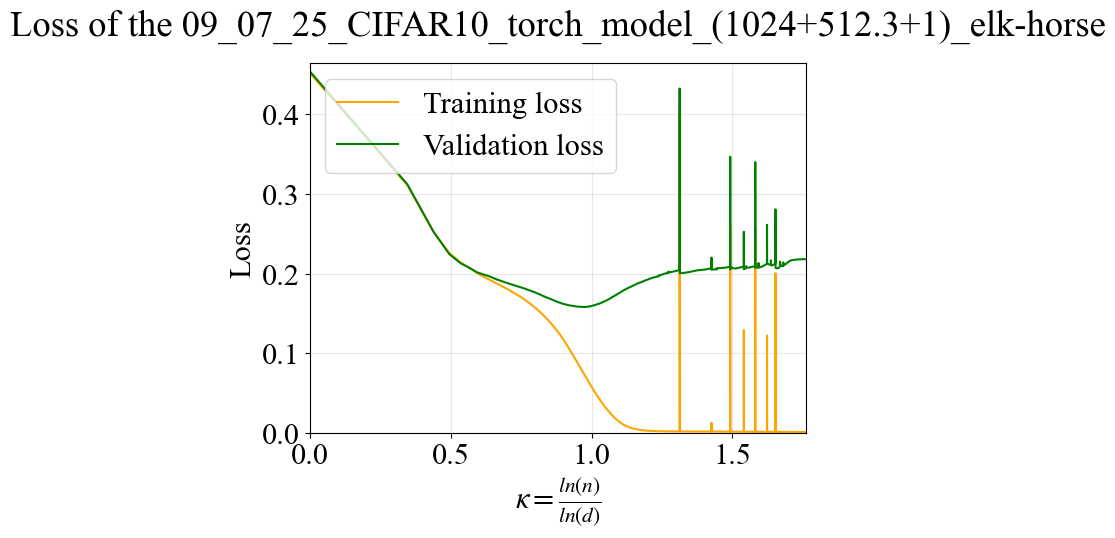 Loss of the 09_07_25_CIFAR10_torch_model_(1024+512.3+1)_elk-horse
Training loss
Validation loss
Loss
0.4
0.3
0.2
0.1
0.0
0.0 0.5 1.0 1.5
κ = ln(n)/ln(d)